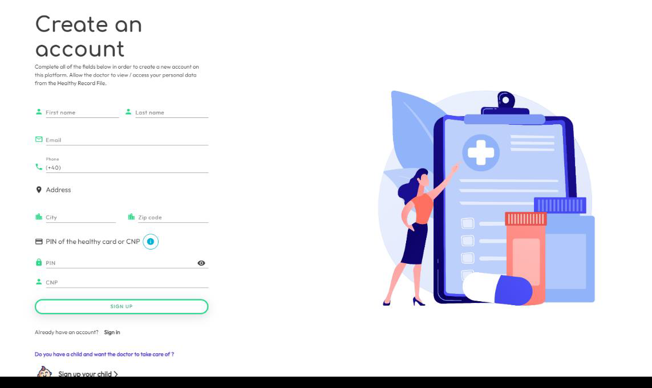 Create an
account
Complete all of the fields below in order to create a new account on
this platform. Allow the doctor to view / access your personal data
from the Healthy Record File.
First name Last name
Email
Phone
(+40)
Address
City Zip code
PIN of the healthy card or CNP
PIN
CNP
SIGN UP
Already have an account? Sign in
Do you have a child and want the doctor to take care of ?
Sign up your child >